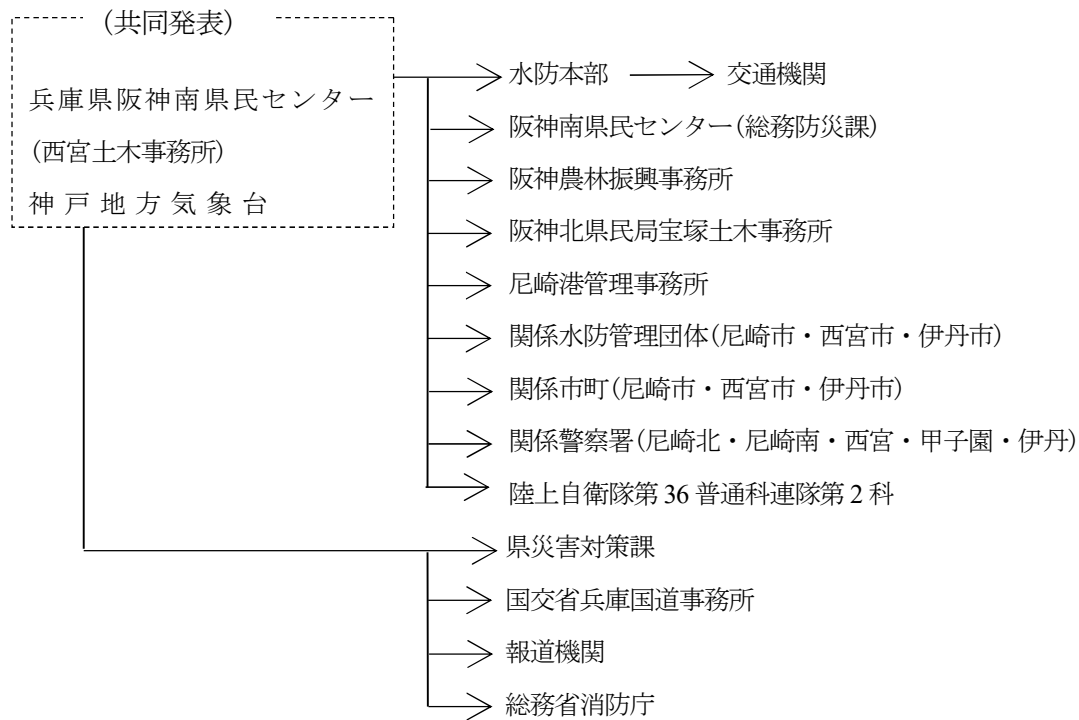 (共同発表)
兵庫県阪神南県民センター
(西宮土木事務所)
神戸地方気象台
水防本部 交通機関
阪神南県民センター(総務防災課)
阪神農林振興事務所
阪神北県民局宝塚土木事務所
尼崎港管理事務所
関係水防管理団体(尼崎市・西宮市・伊丹市)
関係市町(尼崎市・西宮市・伊丹市)
関係警察署(尼崎北・尼崎南・西宮・甲子園・伊丹)
陸上自衛隊第 36 普通科連隊第 2 科
県災害対策課
国交省兵庫国道事務所
報道機関
総務省消防庁